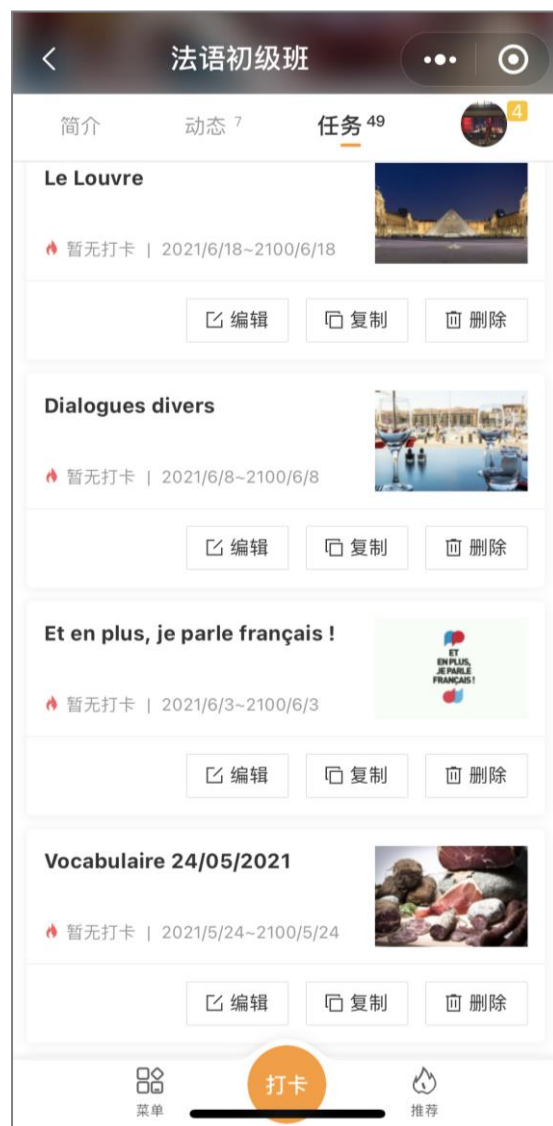 法语初级班
简介
动态 7
任务 49
4
Le Louvre
暂无打卡 | 2021/6/18~2100/6/18
编辑 复制 删除
Dialogues divers
暂无打卡 | 2021/6/8~2100/6/8
编辑 复制 删除
Et en plus, je parle français !
ET
EN PLUS,
JE PARLE
FRANÇAIS !
暂无打卡 | 2021/6/3~2100/6/3
编辑 复制 删除
Vocabulaire 24/05/2021
暂无打卡 | 2021/5/24~2100/5/24
编辑 复制 删除
菜单
打卡
推荐